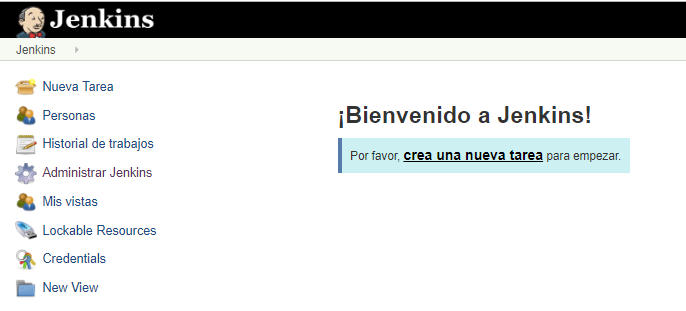 Jenkins
Jenkins
Nueva Tarea
Personas
Historial de trabajos
Administrar Jenkins
Mis vistas
Lockable Resources
Credentials
New View
¡Bienvenido a Jenkins!
Por favor, crea una nueva tarea para empezar.